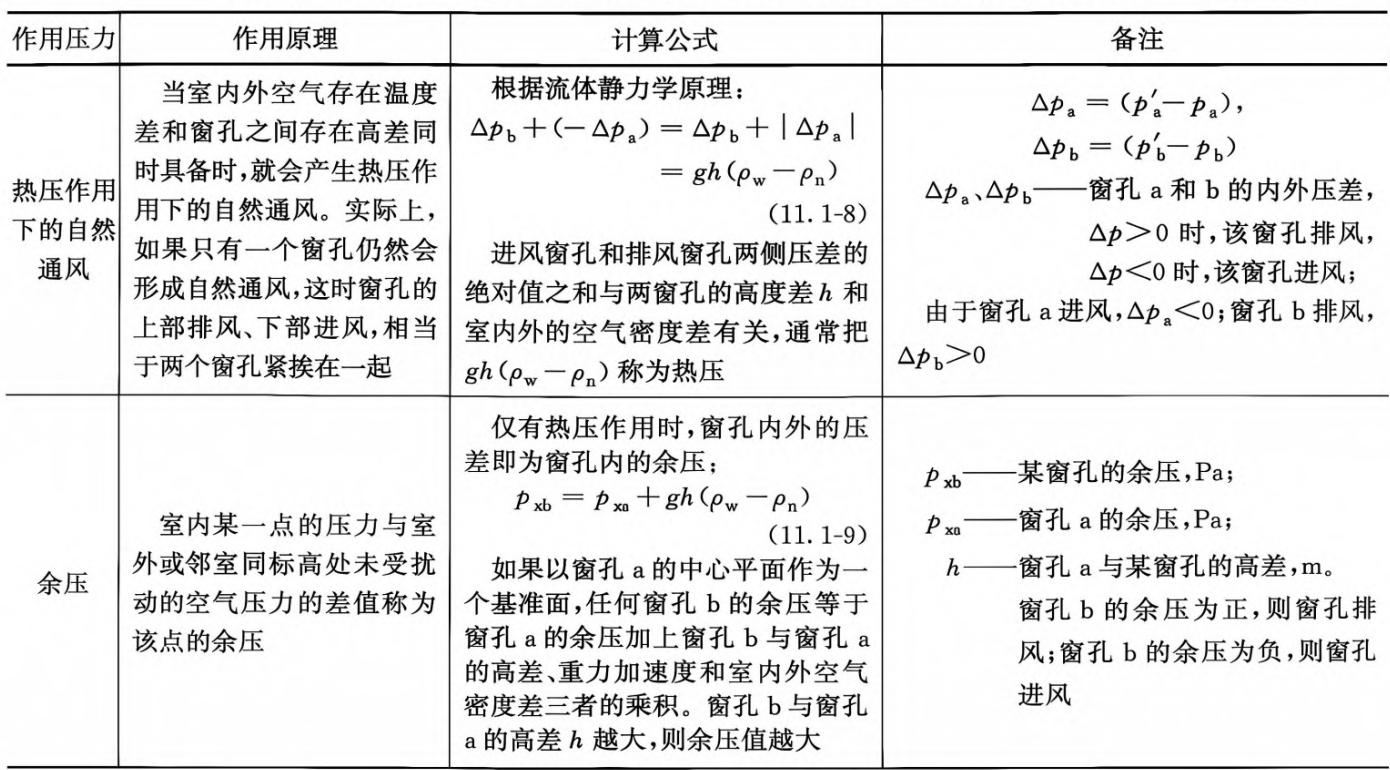 作用压力
作用原理
计算公式
备注
热压作用
下的自然
通风
当室内外空气存在温度
差和窗孔之间存在高差同
时具备时,就会产生热压作
用下的自然通风。实际上,
如果只有一个窗孔仍然会
形成自然通风,这时窗孔的
上部排风、下部进风,相当
于两个窗孔紧挨在一起
根据流体静力学原理:
Δp_b+(-Δp_a)=Δp_b+|Δp_a|
=gh(ρ_w-ρ_n)
(11.1-8)
进风窗孔和排风窗孔两侧压差的
绝对值之和与两窗孔的高度差h和
室内外的空气密度差有关,通常把
gh(ρ_w-ρ_n)称为热压
Δp_a=(p′_a-p_a),
Δp_b=(p′_b-p_b)
Δp_a、Δp_b——窗孔 a 和 b 的内外压差,
Δp>0 时,该窗孔排风,
Δp<0 时,该窗孔进风;
由于窗孔 a 进风,Δp_a<0;窗孔 b 排风,
Δp_b>0
余压
室内某一点的压力与室
外或邻室同标高处未受扰
动的空气压力的差值称为
该点的余压
仅有热压作用时,窗孔内外的压
差即为窗孔内的余压;
p_xb=p_xa+gh(ρ_w-ρ_n)
(11.1-9)
如果以窗孔 a 的中心平面作为一
个基准面,任何窗孔 b 的余压等于
窗孔 a 的余压加上窗孔 b 与窗孔 a
的高差、重力加速度和室内外空气
密度差三者的乘积。窗孔 b 与窗孔
a 的高差 h 越大,则余压值越大
p_xb——某窗孔的余压,Pa;
p_xa——窗孔 a 的余压,Pa;
h——窗孔 a 与某窗孔的高差,m。
窗孔 b 的余压为正,则窗孔排
风;窗孔 b 的余压为负,则窗孔
进风